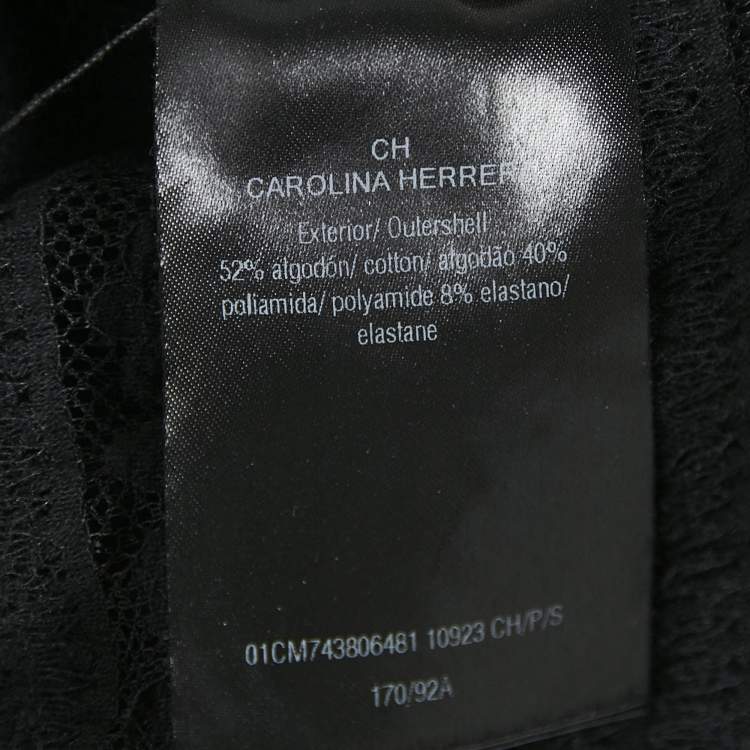 CH
CAROLINA HERRER
Exterior/ Outershell
52% algodón/ cotton/ algodão 40%
poliamida/ polyamide 8% elastano/
elastane
01CM743806481 10923 CH/P/S
170/92A